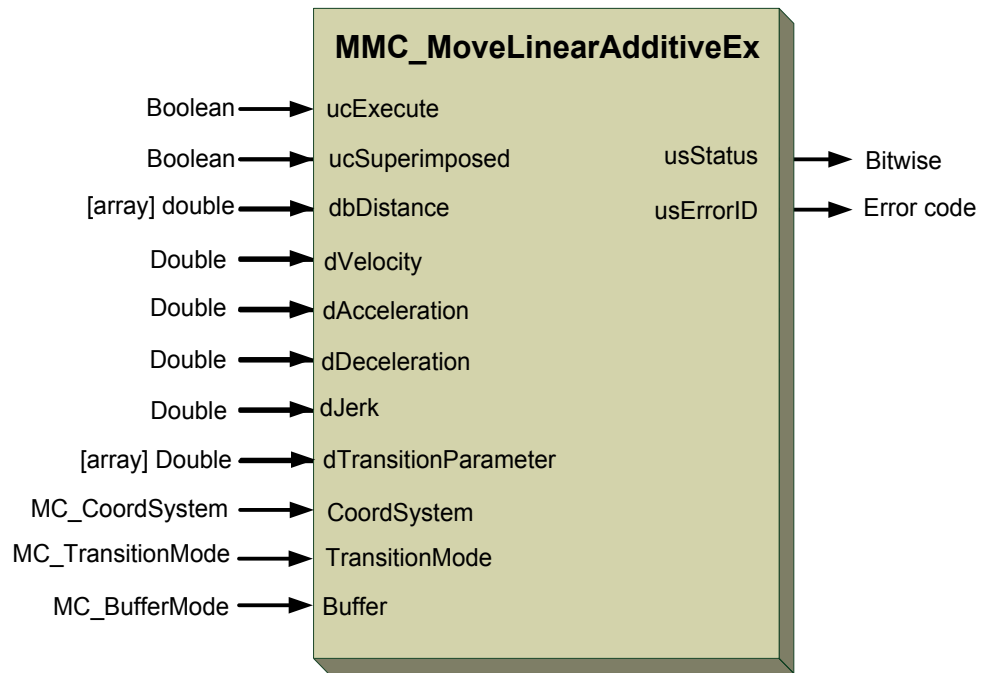 MMC_MoveLinearAdditiveEx
Boolean ucExecute
Boolean ucSuperimposed usStatus Bitwise
[array] double dbDistance usErrorID Error code
Double dVelocity
Double dAcceleration
Double dDeceleration
Double dJerk
[array] Double dTransitionParameter
MC_CoordSystem CoordSystem
MC_TransitionMode TransitionMode
MC_BufferMode Buffer